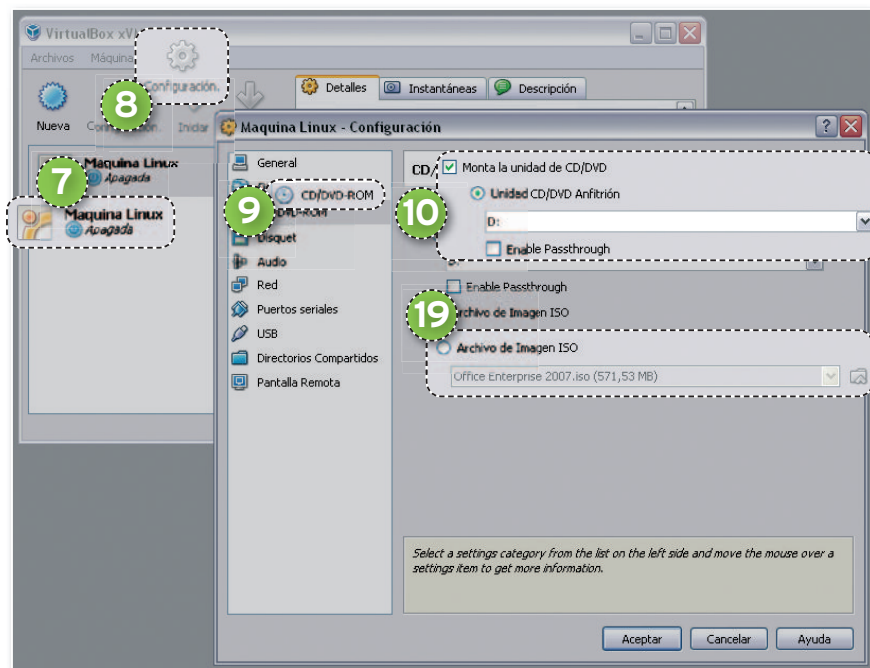 VirtualBox
Archivos Máquina
Configuración.
8
Nueva Iniciar
Detalles Instantáneas Descripción
Maquina Linux
Apagada
7
Maquina Linux
Apagada
Maquina Linux - Configuración
General
CD/DVD-ROM
9
Disquet
Audio
Red
Puertos seriales
USB
Directorios Compartidos
Pantalla Remota
CD/
Monta la unidad de CD/DVD
Unidad CD/DVD Anfitrión
10
D:
Enable Passthrough
Enable Passthrough
19
Archivo de Imagen ISO
Archivo de Imagen ISO
Office Enterprise 2007.iso (571,53 MB)
Select a settings category from the list on the left side and move the mouse over a
settings item to get more information.
Aceptar Cancelar Ayuda